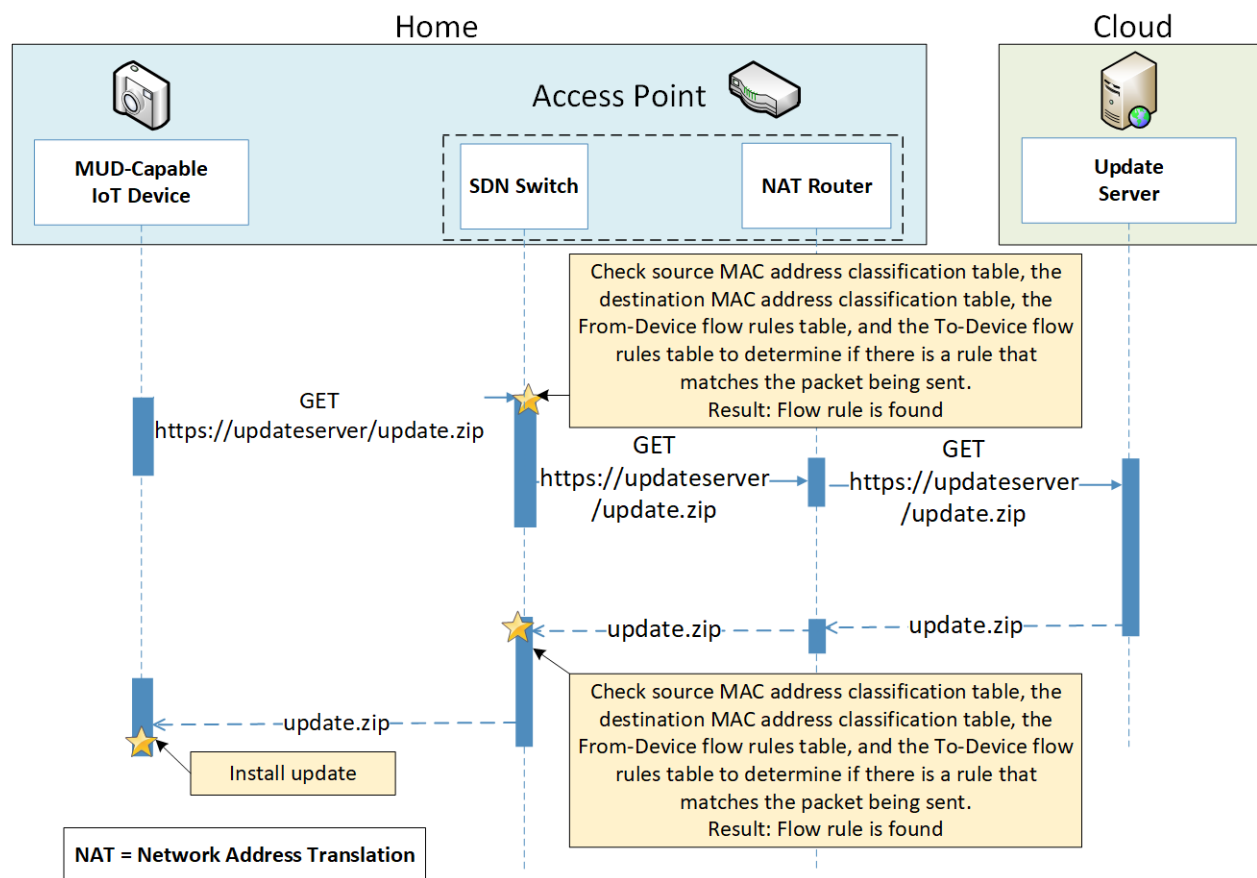 Home
Cloud
Access Point
MUD-Capable
IoT Device
SDN Switch
NAT Router
Update
Server
Check source MAC address classification table, the
destination MAC address classification table, the
From-Device flow rules table, and the To-Device flow
rules table to determine if there is a rule that
matches the packet being sent.
Result: Flow rule is found
GET
https://updateserver/update.zip
GET
https://updateserver
/update.zip
GET
https://updateserver
/update.zip
update.zip
update.zip
Check source MAC address classification table, the
destination MAC address classification table, the
From-Device flow rules table, and the To-Device flow
rules table to determine if there is a rule that
matches the packet being sent.
Result: Flow rule is found
update.zip
Install update
NAT = Network Address Translation